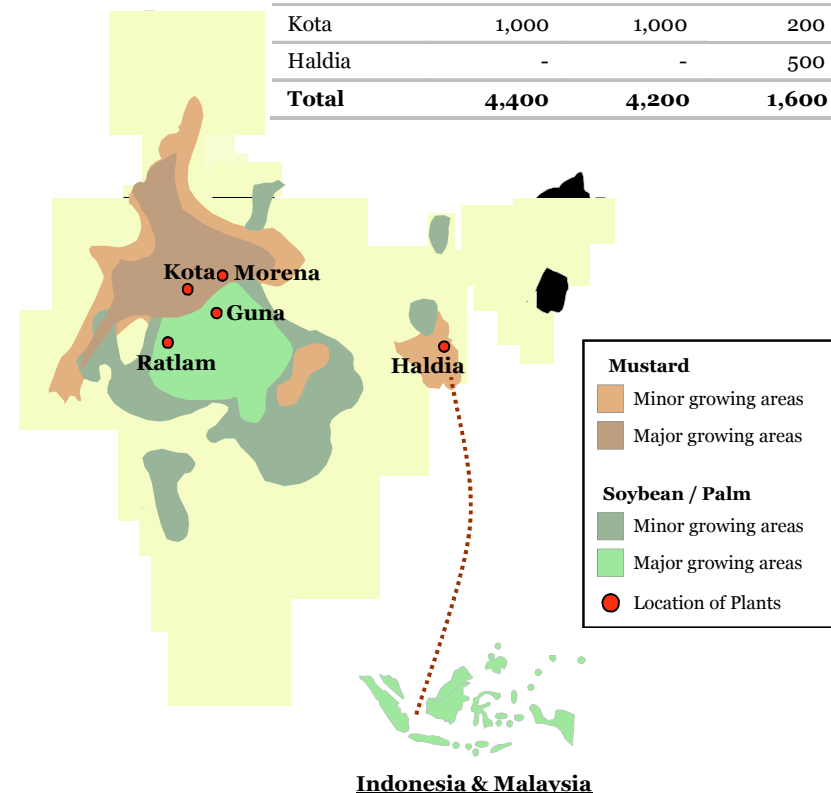 Kota 1,000 1,000 200
Haldia - - 500
Total 4,400 4,200 1,600
Kota Morena
Guna
Ratlam
Haldia
Mustard
Minor growing areas
Major growing areas
Soybean / Palm
Minor growing areas
Major growing areas
Location of Plants
Indonesia & Malaysia